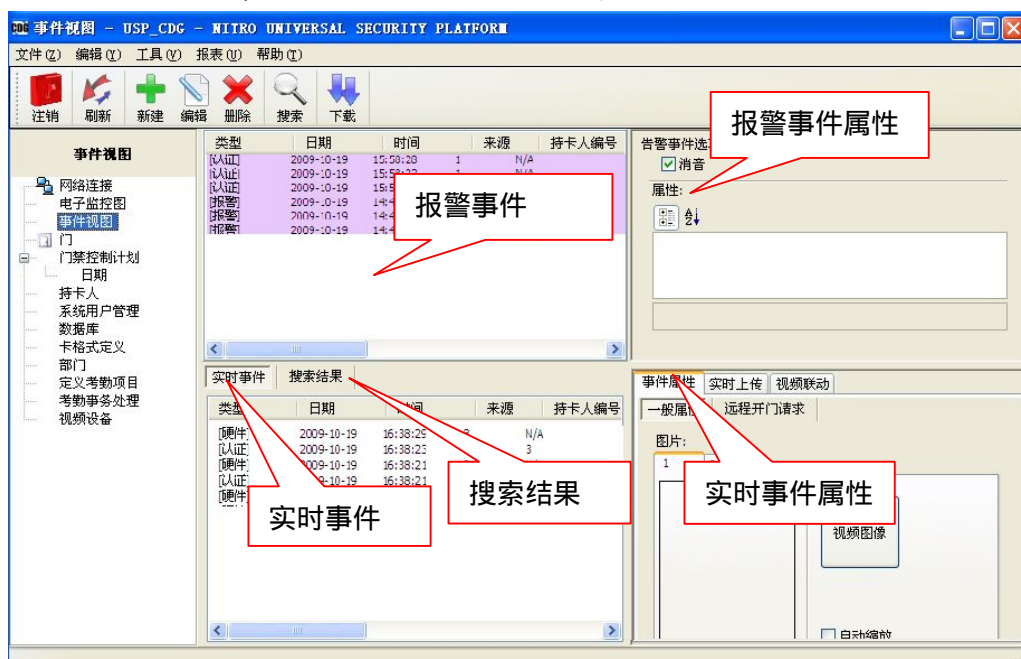 CDG 事件视图 - USP_CDG - NITRO UNIVERSAL SECURITY PLATFORM
文件(Z) 编辑(Y) 工具(V) 报表(U) 帮助(T)
注销 刷新 新建 编辑 删除 搜索 下载
事件视图
网络连接
电子监控图
事件视图
门
门禁控制计划
日期
持卡人
系统用户管理
数据库
卡格式定义
部门
定义考勤项目
考勤事务处理
视频设备
类型 日期 时间 来源 持卡人编号
[认证] 2009-10-19 15:58:28 1 N/A
[认证] 2009-10-19
[认证] 2009-10-19
[报警] 2009-10-19
[报警] 2009-10-19
[报警] 2009-10-19
报警事件
告警事件选
消音
属性:
报警事件属性
实时事件 搜索结果
类型 日期 时间 来源 持卡人编号
[硬件] 2009-10-19 16:38:29 N/A
[认证] 2009-10-19 16:38:23 3
[硬件] 2009-10-19 16:38:21
[认证] 2009-10-19 16:38:21
[硬件]
实时事件
搜索结果
事件属性 实时上传 视频联动
一般属性 远程开门请求
图片:
1
实时事件属性
视频图像
自动缩放